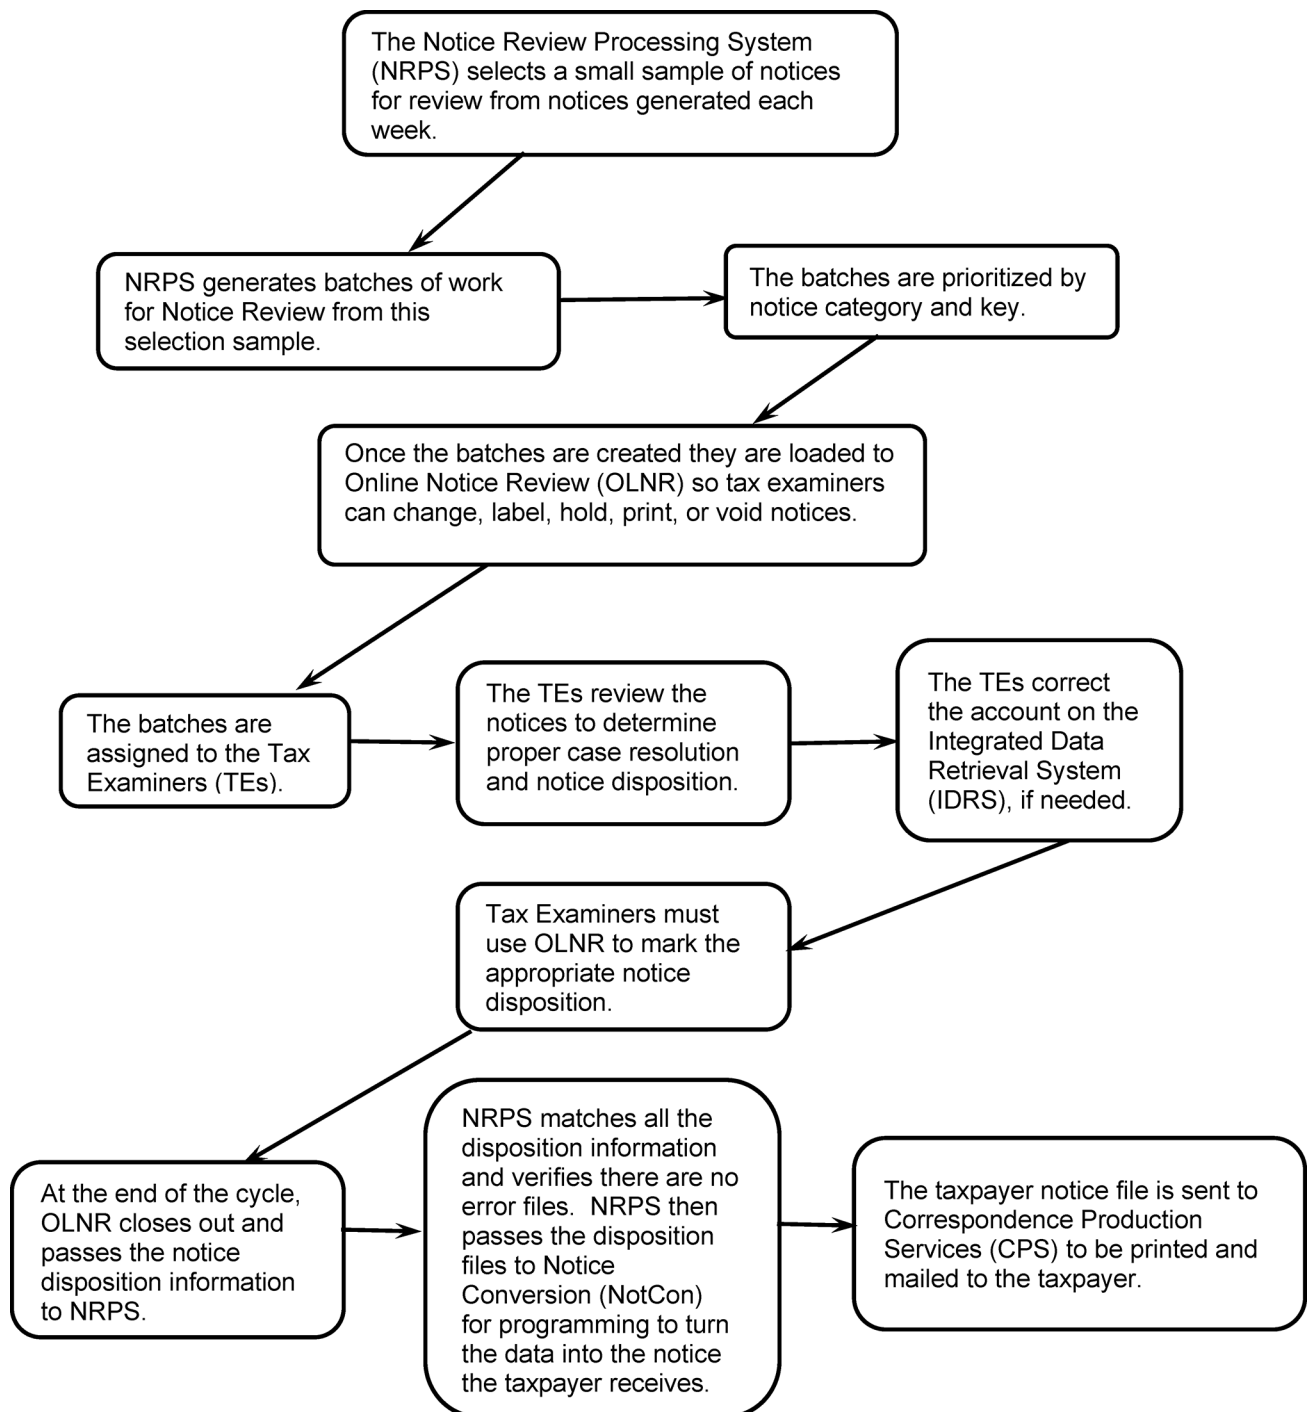 The Notice Review Processing System
(NRPS) selects a small sample of notices
for review from notices generated each
week.
NRPS generates batches of work
for Notice Review from this
selection sample.
The batches are prioritized by
notice category and key.
Once the batches are created they are loaded to
Online Notice Review (OLNR) so tax examiners
can change, label, hold, print, or void notices.
The batches are
assigned to the Tax
Examiners (TEs).
The TEs review the
notices to determine
proper case resolution
and notice disposition.
The TEs correct
the account on the
Integrated Data
Retrieval System
(IDRS), if needed.
Tax Examiners must
use OLNR to mark the
appropriate notice
disposition.
At the end of the cycle,
OLNR closes out and
passes the notice
disposition information
to NRPS.
NRPS matches all the
disposition information
and verifies there are no
error files.  NRPS then
passes the disposition
files to Notice
Conversion (NotCon)
for programming to turn
the data into the notice
the taxpayer receives.
The taxpayer notice file is sent to
Correspondence Production
Services (CPS) to be printed and
mailed to the taxpayer.